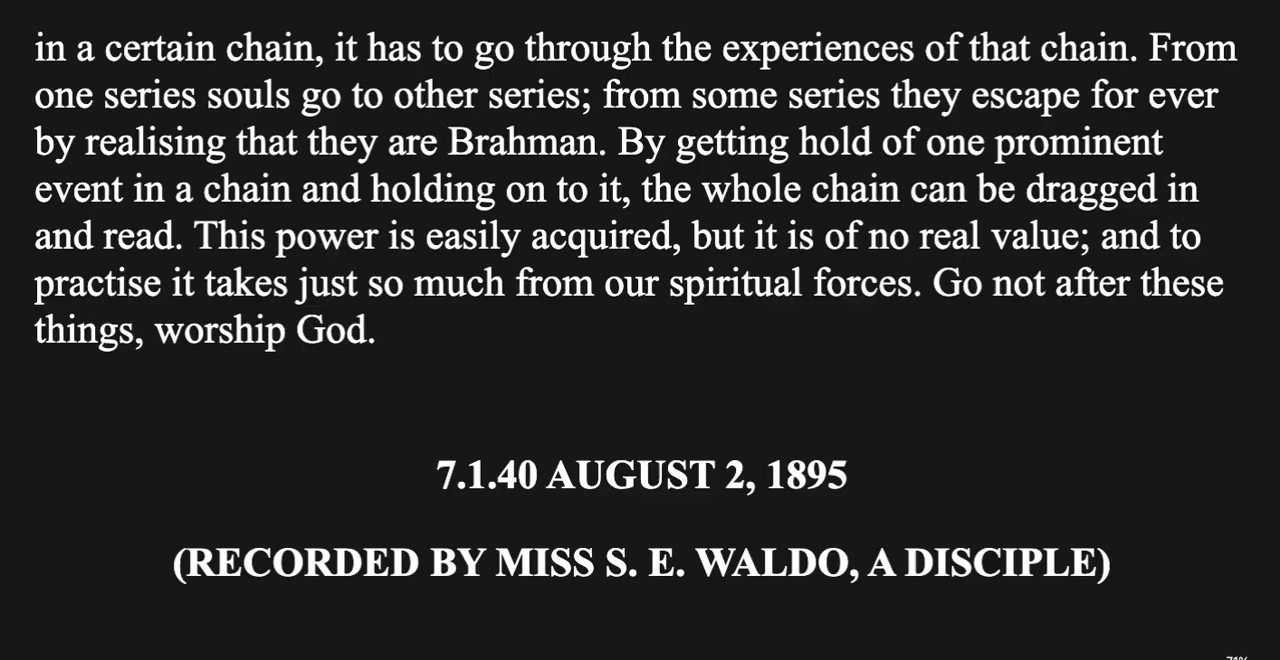 in a certain chain, it has to go through the experiences of that chain. From
one series souls go to other series; from some series they escape for ever
by realising that they are Brahman. By getting hold of one prominent
event in a chain and holding on to it, the whole chain can be dragged in
and read. This power is easily acquired, but it is of no real value; and to
practise it takes just so much from our spiritual forces. Go not after these
things, worship God.
7.1.40 AUGUST 2, 1895
(RECORDED BY MISS S. E. WALDO, A DISCIPLE)